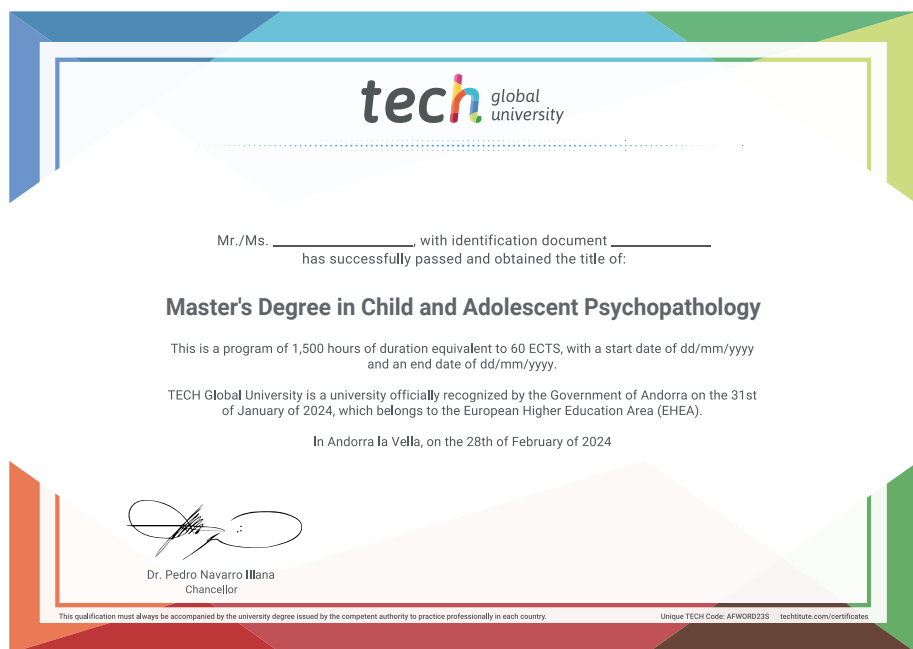 tech global
university
Mr./Ms. ____________________, with identification document ______________
has successfully passed and obtained the title of:
Master's Degree in Child and Adolescent Psychopathology
This is a program of 1,500 hours of duration equivalent to 60 ECTS, with a start date of dd/mm/yyyy
and an end date of dd/mm/yyyy.
TECH Global University is a university officially recognized by the Government of Andorra on the 31st
of January of 2024, which belongs to the European Higher Education Area (EHEA).
In Andorra la Vella, on the 28th of February of 2024
Dr. Pedro Navarro Illana
Chancellor
This qualification must always be accompanied by the university degree issued by the competent authority to practice professionally in each country. Unique TECH Code: AFWORD23S techtitute.com/certificates